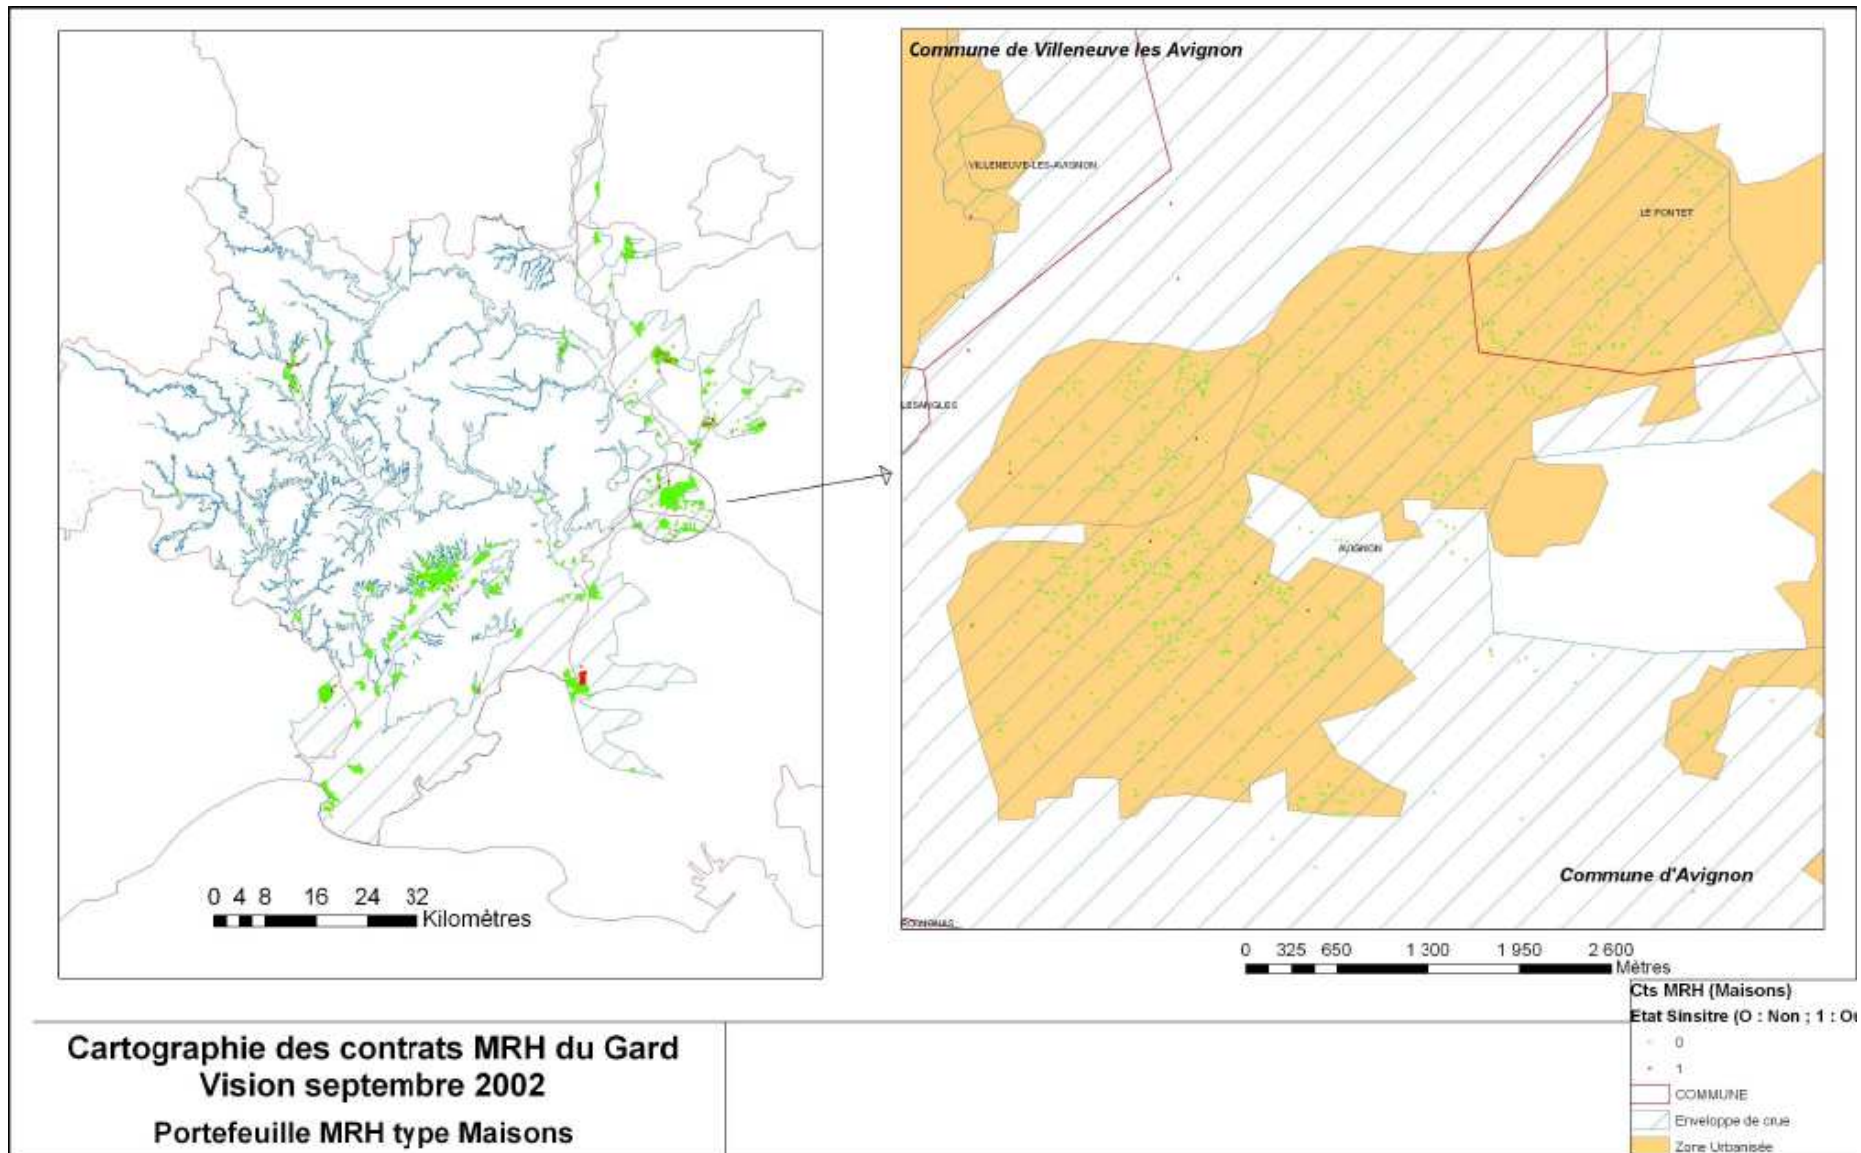 Commune de Villeneuve les Avignon
VILLENEUVE-LES-AVIGNON
LE PONTET
LES ANGLES
AVIGNON
Commune d'Avignon
0 4 8 16 24 32
Kilomètres
0 325 650 1 300 1 950 2 600
Mètres
Cts MRH (Maisons)
Etat Sinsitre (O : Non ; 1 : Ou
0
1
COMMUNE
Enveloppe de crue
Zone Urbanisée
Cartographie des contrats MRH du Gard
Vision septembre 2002
Portefeuille MRH type Maisons